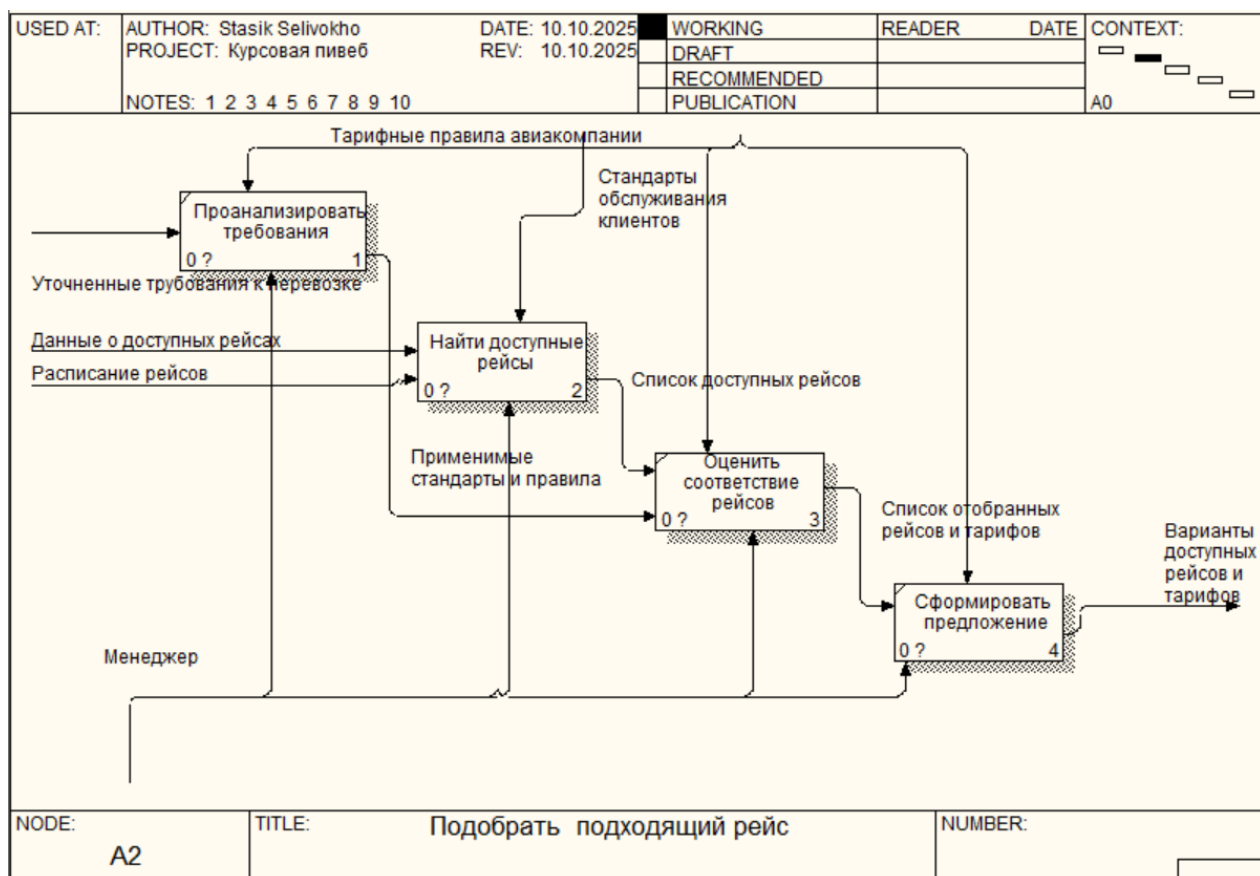 USED AT:
AUTHOR: Stasik Selivokho
DATE: 10.10.2025
PROJECT: Курсовая пивеб
REV: 10.10.2025
NOTES: 1 2 3 4 5 6 7 8 9 10
WORKING
DRAFT
RECOMMENDED
PUBLICATION
READER
DATE
CONTEXT:
A0
Тарифные правила авиакомпании
Стандарты
обслуживания
клиентов
Проанализировать
требования
0 ?
1
Уточненные трубования к перевозке
Данные о доступных рейсах
Расписание рейсов
Найти доступные
рейсы
0 ?
2
Список доступных рейсов
Применимые
стандарты и правила
Оценить
соответствие
рейсов
0 ?
3
Список отобранных
рейсов и тарифов
Варианты
доступных
рейсов и
тарифов
Сформировать
предложение
0 ?
4
Менеджер
NODE:
A2
TITLE:
Подобрать подходящий рейс
NUMBER: